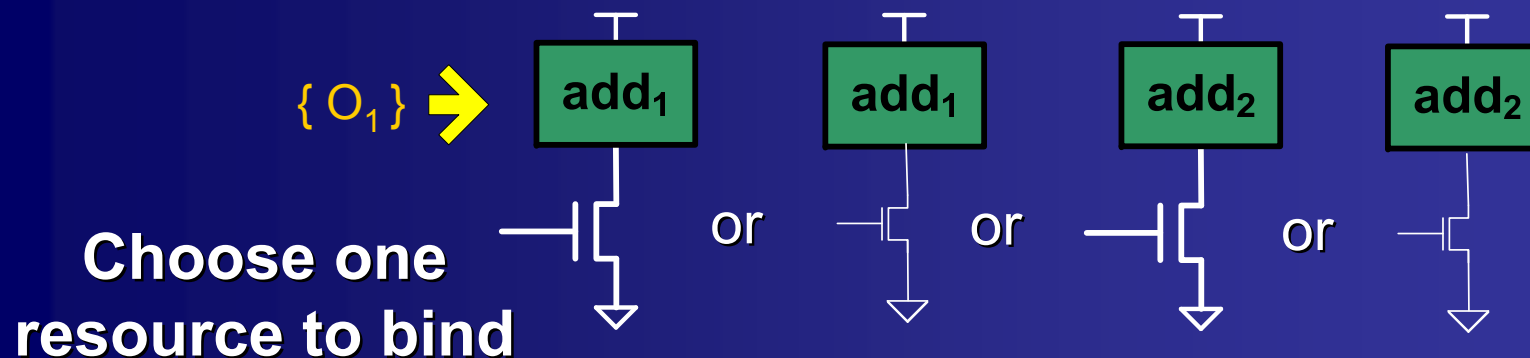 { O₁ } add₁ add₁ add₂ add₂
or or or
Choose one
resource to bind